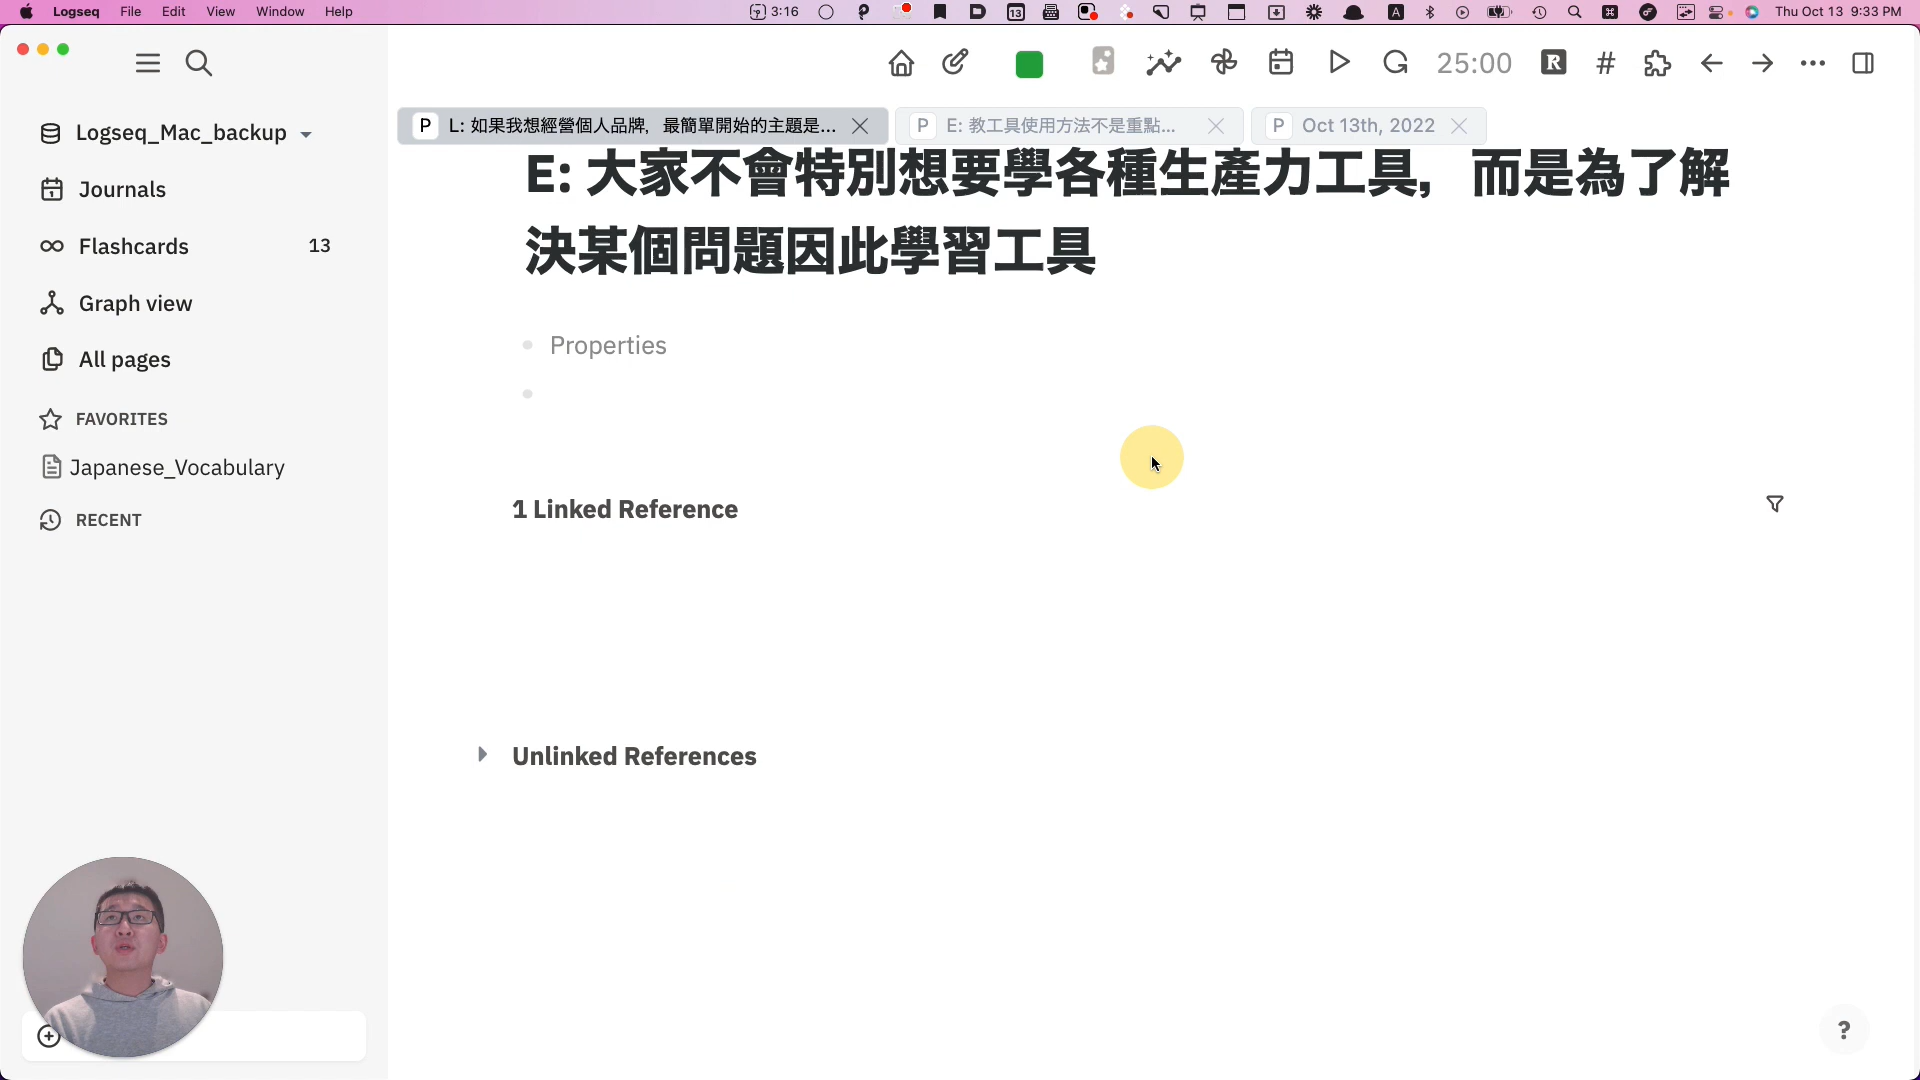 Logseq File Edit View Window Help 3:16 13 A Thu Oct 13 9:33 PM
25:00 R #
Logseq_Mac_backup
Journals
Flashcards 13
Graph view
All pages
FAVORITES
Japanese_Vocabulary
RECENT
P L: 如果我想經營個人品牌，最簡單開始的主題是...
P E: 教工具使用方法不是重點...
P Oct 13th, 2022
E: 大家不會特別想要學各種生產力工具，而是為了解
決某個問題因此學習工具
Properties
1 Linked Reference
Unlinked References
?